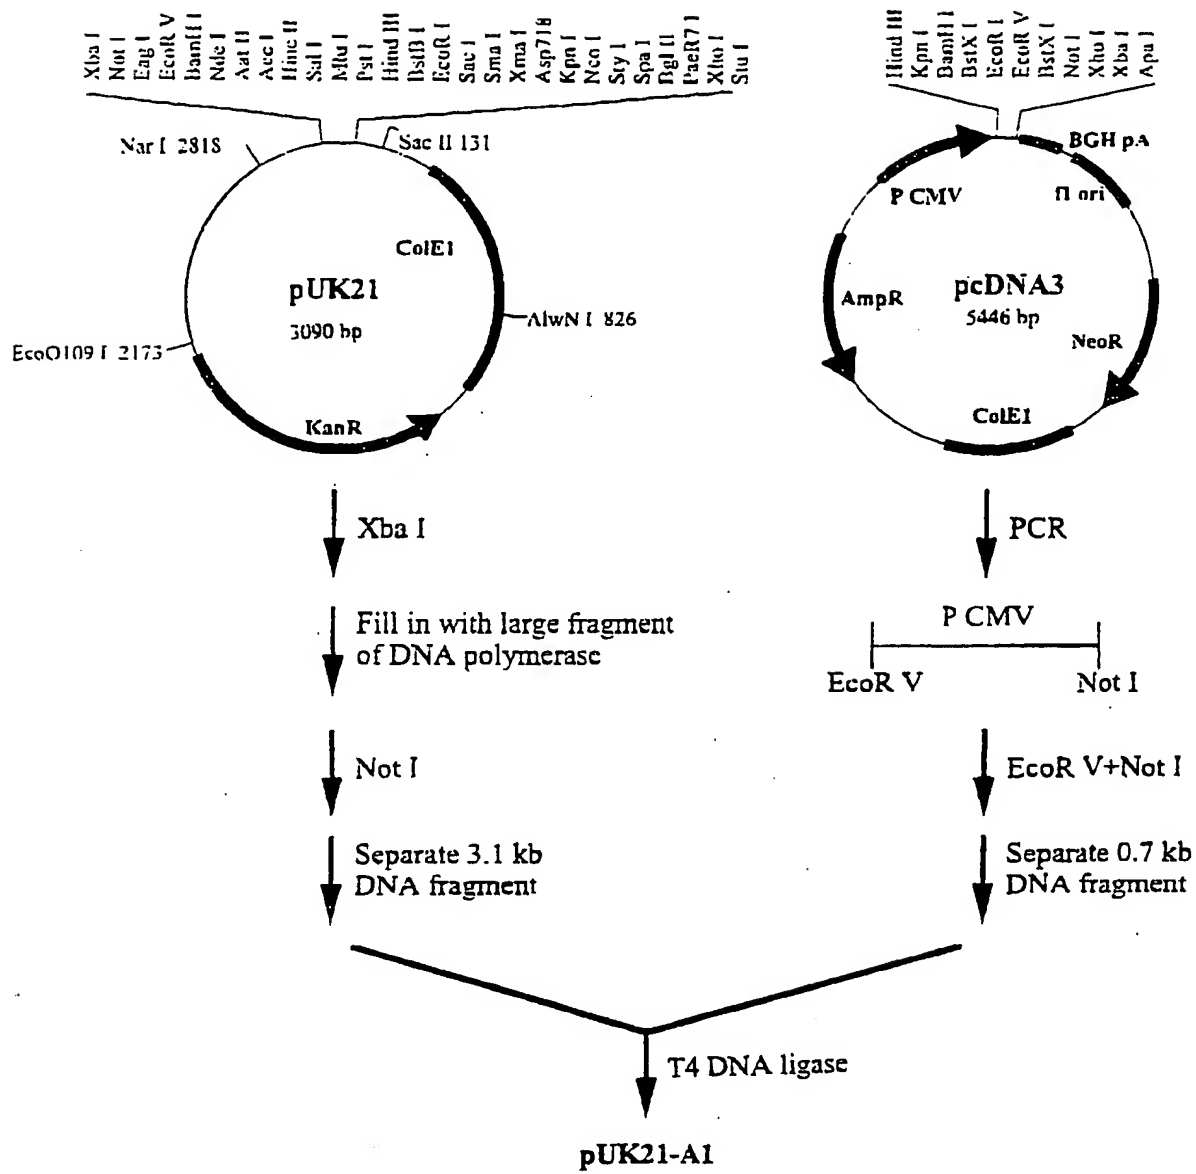 Xba I
Not I
Eag I
EcoR V
BamH I
Nde I
Aat II
Acc I
Hinc II
Sal I
Mlu I
Pst I
Hind III
BstB I
EcoR I
Sac I
Sma I
Xma I
Asp718
Kpn I
Nco I
Sty I
Spa I
Bgl II
PaeR7 I
Xho I
Stu I
Hind III
Kpn I
BamH I
BstX I
EcoR I
EcoR V
BstX I
Not I
Xho I
Xba I
Apa I
Nar I 2818
Sac II 131
ColE1
pUK21
3090 bp
AlwN I 826
EcoO109 I 2173
KanR
BGH pA
P CMV
f1 ori
AmpR
pcDNA3
5446 bp
NeoR
ColE1
Xba I
PCR
Fill in with large fragment
of DNA polymerase
P CMV
EcoR V
Not I
Not I
EcoR V+Not I
Separate 3.1 kb
DNA fragment
Separate 0.7 kb
DNA fragment
T4 DNA ligase
pUK21-A1